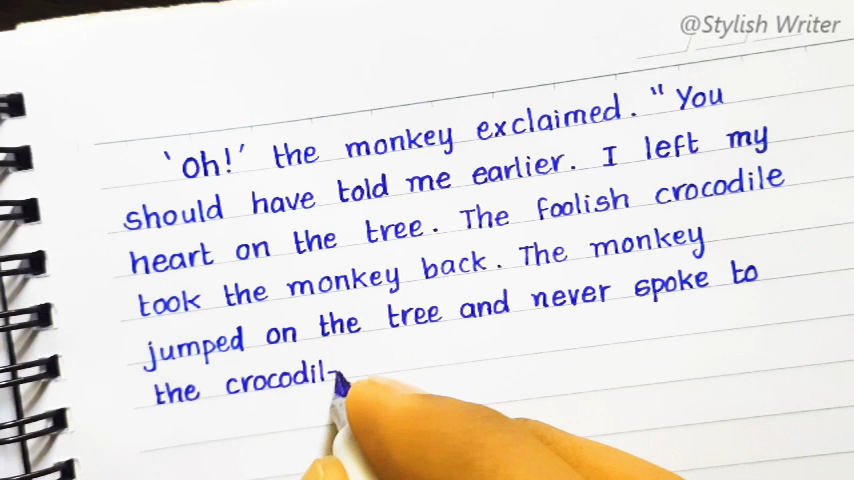 @Stylish Writer
'Oh!' the monkey exclaimed. "You
should have told me earlier. I left my
heart on the tree. The foolish crocodile
took the monkey back. The monkey
jumped on the tree and never spoke to
the crocodil